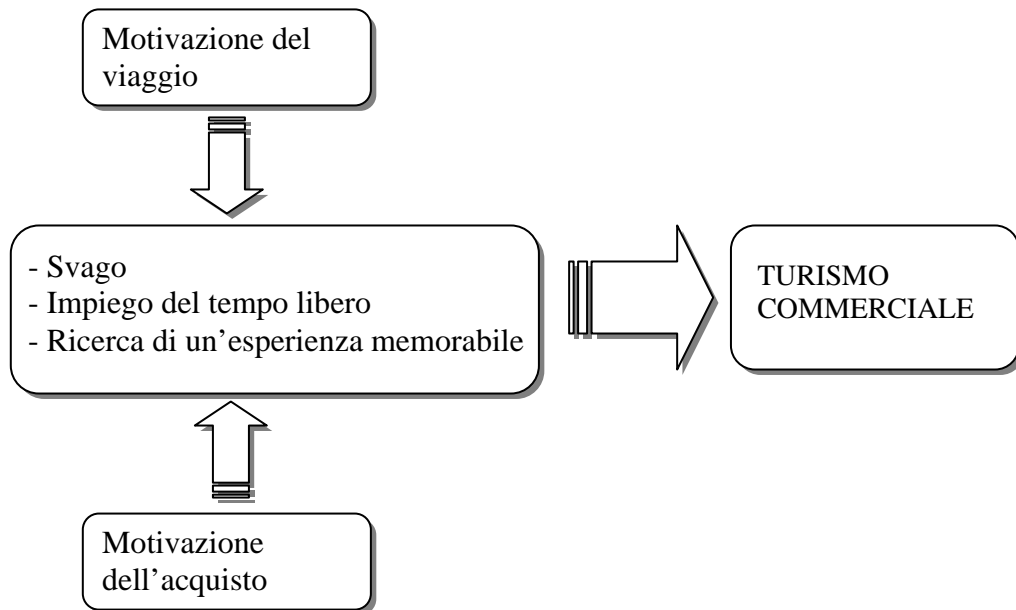 Motivazione del
viaggio
- Svago
- Impiego del tempo libero
- Ricerca di un’esperienza memorabile
TURISMO
COMMERCIALE
Motivazione
dell’acquisto